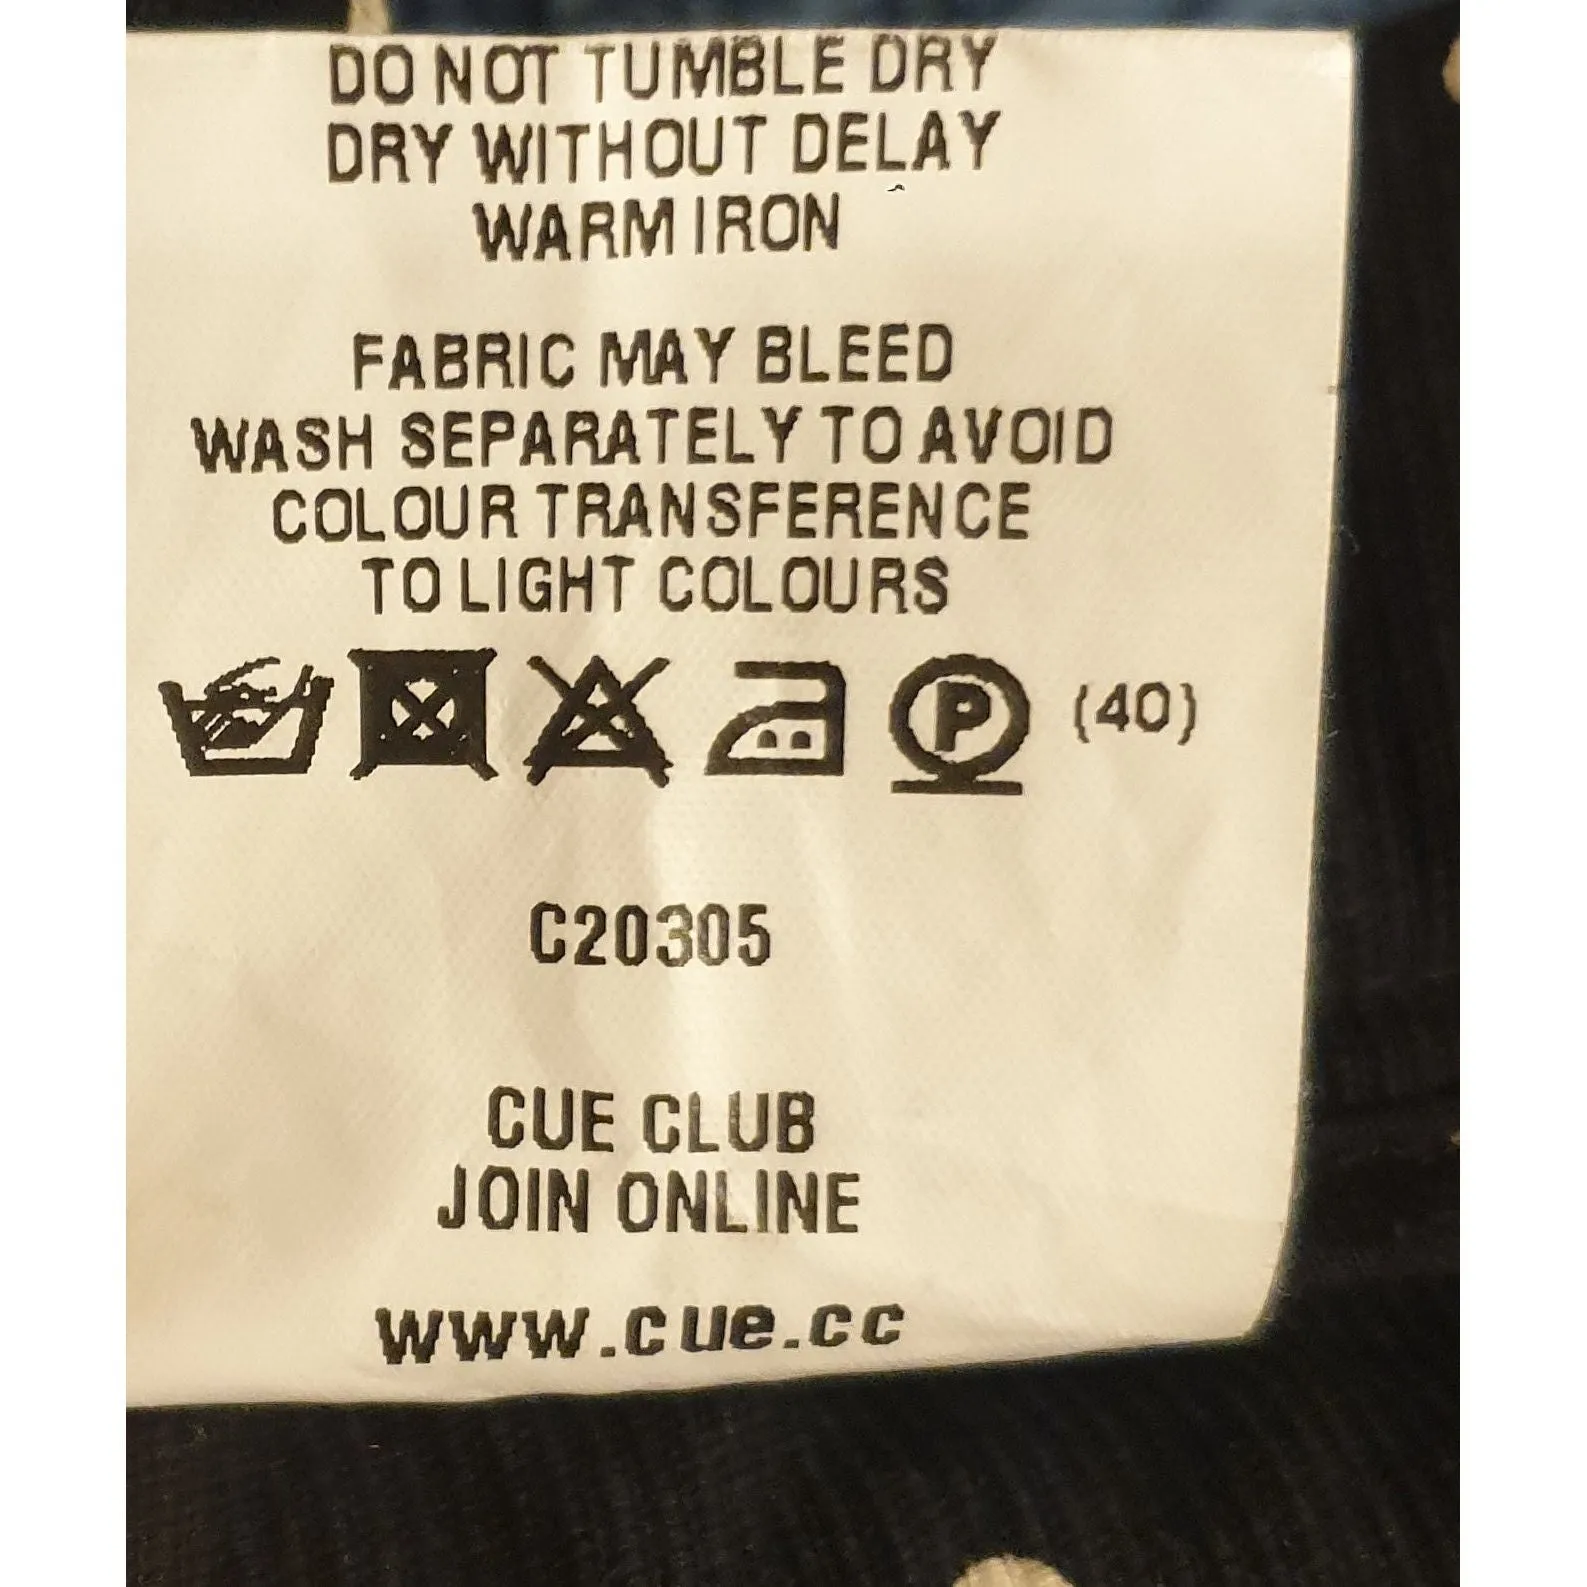 DO NOT TUMBLE DRY
DRY WITHOUT DELAY
WARM IRON
FABRIC MAY BLEED
WASH SEPARATELY TO AVOID
COLOUR TRANSFERENCE
TO LIGHT COLOURS
P (40)
C20305
CUE CLUB
JOIN ONLINE
www.cue.cc